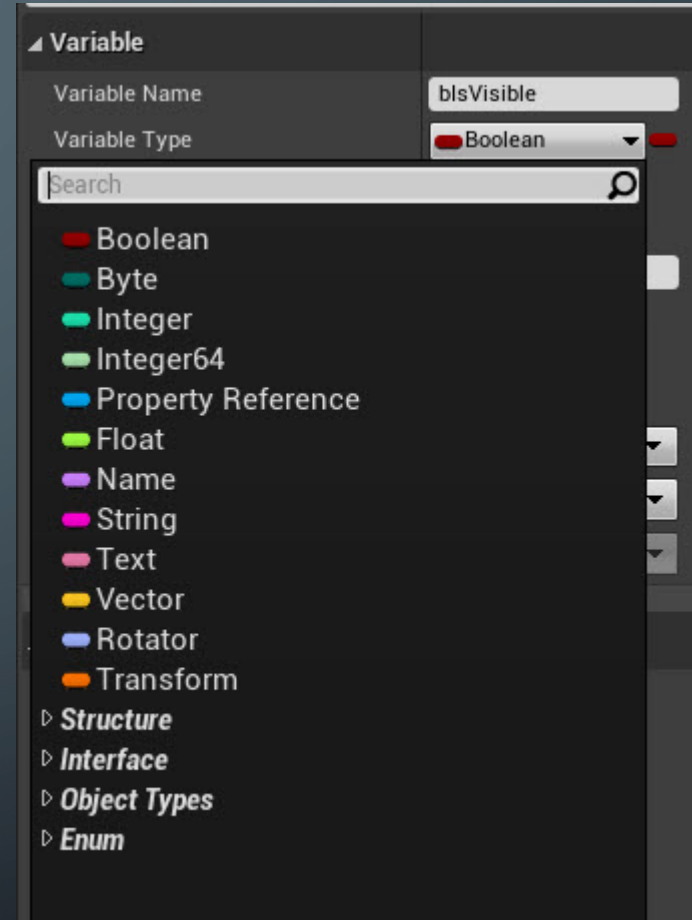 Variable
Variable Name bIsVisible
Variable Type Boolean
Search
Boolean
Byte
Integer
Integer64
Property Reference
Float
Name
String
Text
Vector
Rotator
Transform
Structure
Interface
Object Types
Enum